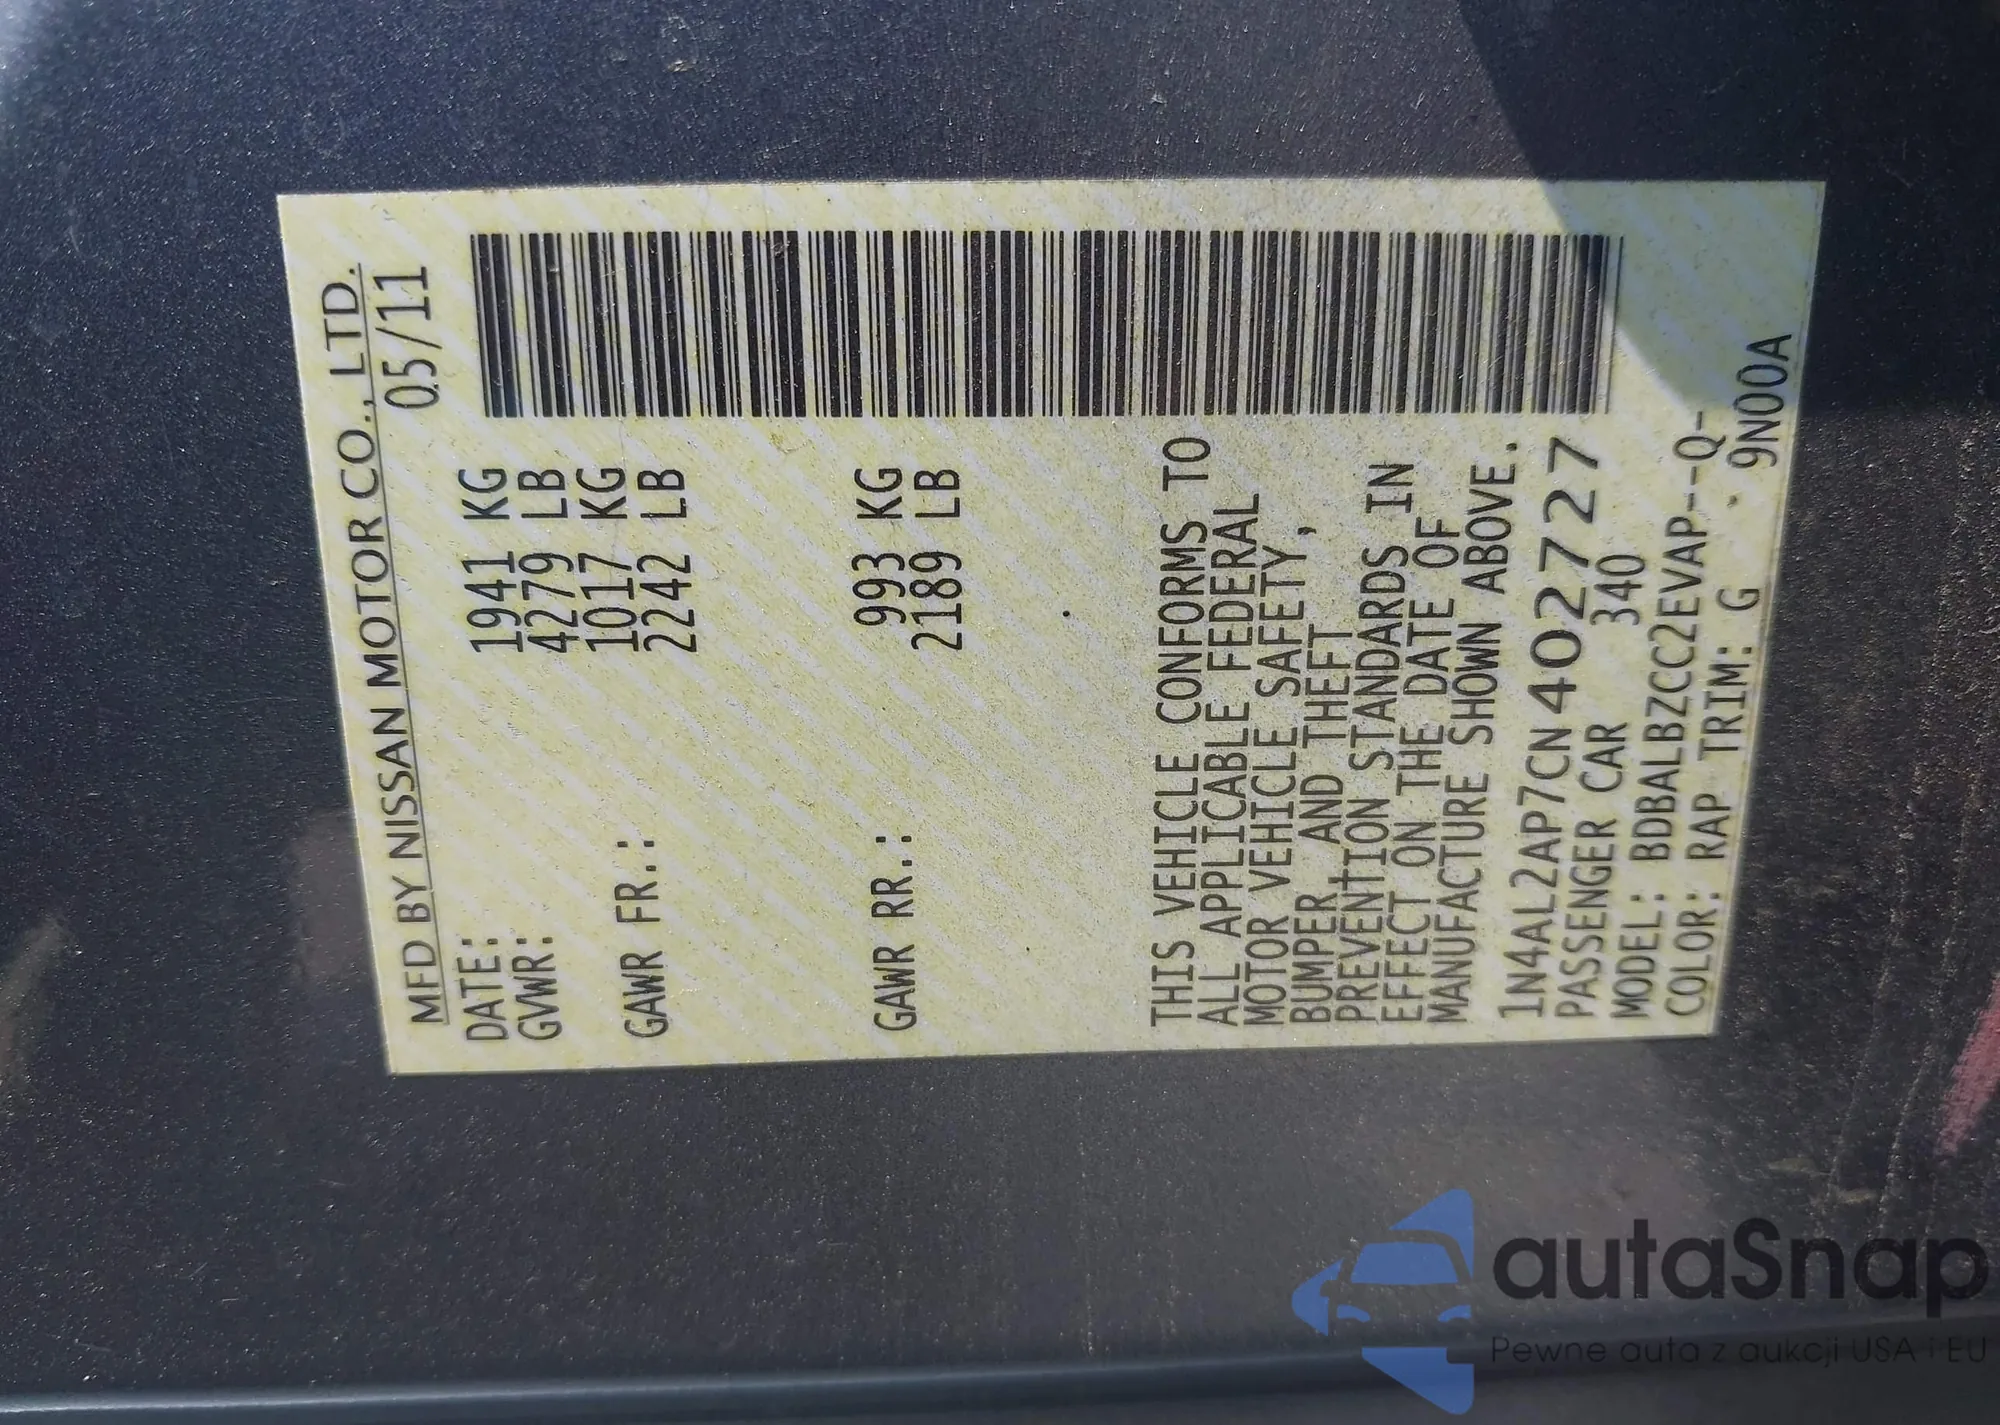 MFD BY NISSAN MOTOR CO., LTD.
DATE: 05/11
GVWR: 1941 KG
4279 LB
GAWR FR.: 1017 KG
2242 LB
GAWR RR.: 993 KG
2189 LB
THIS VEHICLE CONFORMS TO
ALL APPLICABLE FEDERAL
MOTOR VEHICLE SAFETY,
BUMPER AND THEFT
PREVENTION STANDARDS IN
EFFECT ON THE DATE OF
MANUFACTURE SHOWN ABOVE.
1N4AL2AP7CN402727
PASSENGER CAR 340
MODEL: BDBALBZCC2EVAP--Q-
COLOR: RAP TRIM: G . 9N00A
autaSnap
Pewne auta z aukcji USA i EU